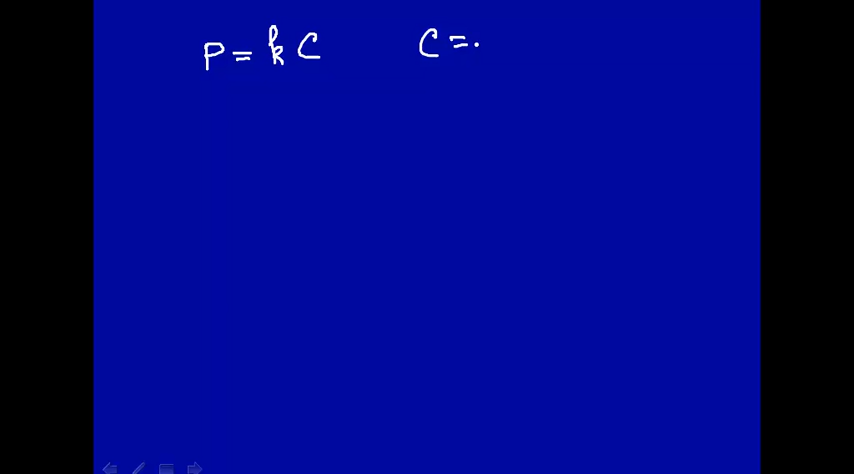 P = k C C = .